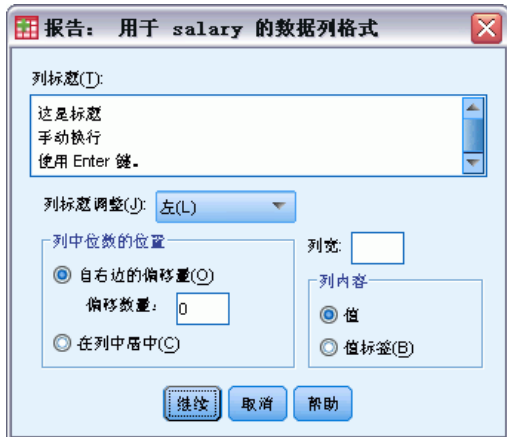 报告： 用于 salary 的数据列格式
列标题(T):
这是标题
手动换行
使用 Enter 键。
列标题调整(J): 左(L)
列中位数的位置
自右边的偏移量(O)
偏移数量： 0
在列中居中(C)
列宽:
列内容
值
值标签(B)
继续 取消 帮助